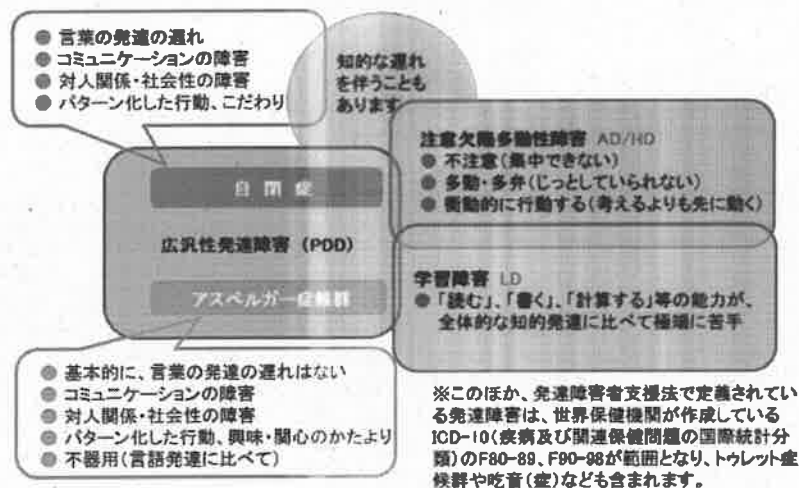 ● 言葉の発達の遅れ
● コミュニケーションの障害
● 対人関係・社会性の障害
● パターン化した行動、こだわり
知的な遅れ
を伴うことも
あります
注意欠陥多動性障害 AD/HD
● 不注意(集中できない)
● 多動・多弁(じっとしていられない)
● 衝動的に行動する(考えるよりも先に動く)
自閉症
広汎性発達障害(PDD)
アスペルガー症候群
学習障害 LD
● 「読む」、「書く」、「計算する」等の能力が、
全体的な知的発達に比べて極端に苦手
● 基本的に、言葉の発達の遅れはない
● コミュニケーションの障害
● 対人関係・社会性の障害
● パターン化した行動、興味・関心のかたより
● 不器用(言語発達に比べて)
※このほか、発達障害者支援法で定義されてい
る発達障害は、世界保健機関が作成している
ICD-10(疾病及び関連保健問題の国際統計分
類)のF80-89、F90-98が範囲となり、トゥレット症
候群や吃音(症)なども含まれます。